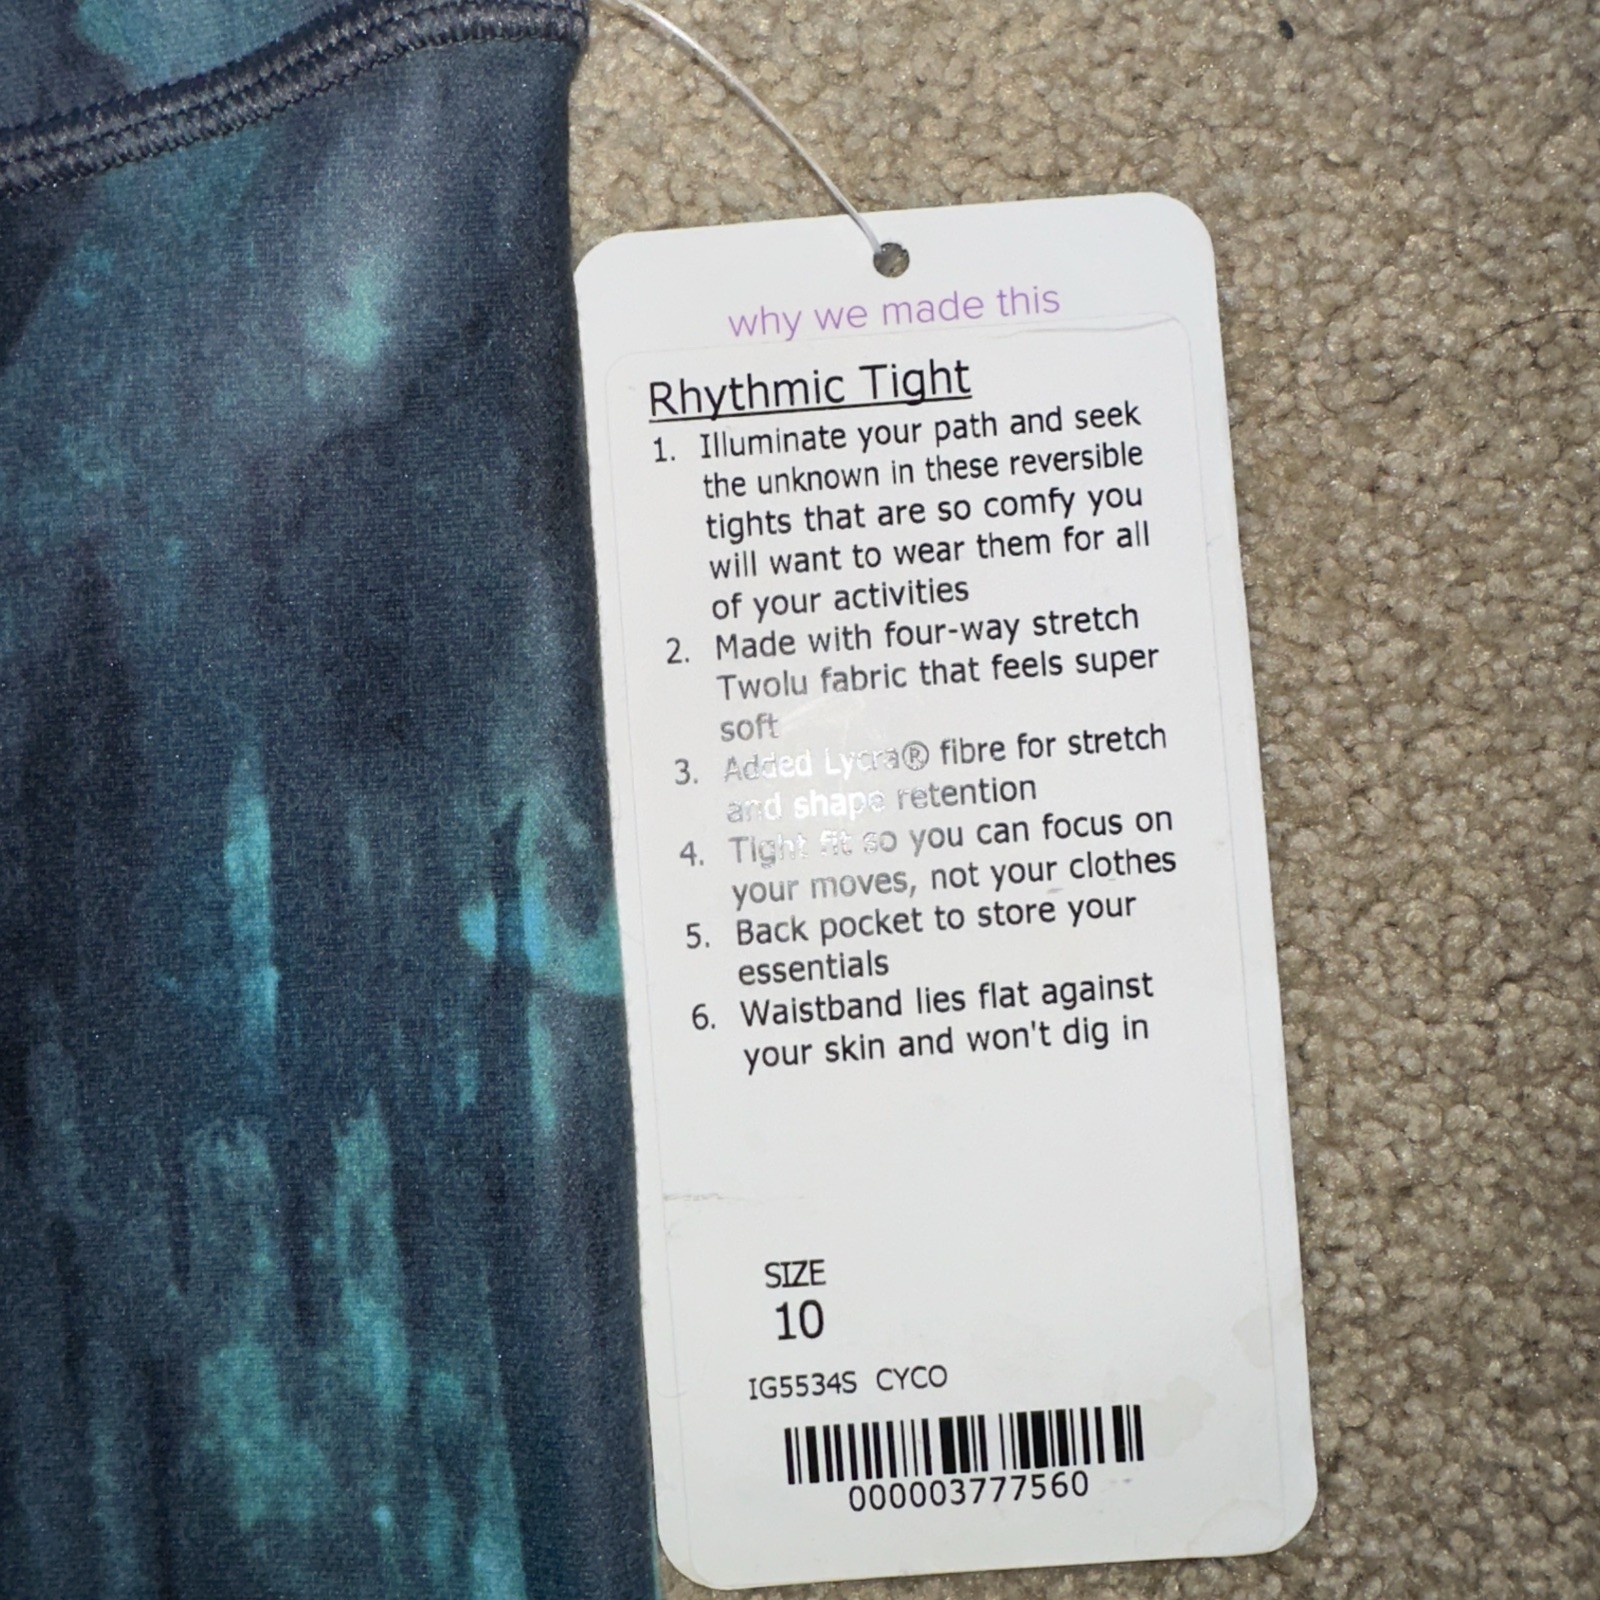 why we made this
Rhythmic Tight
1. Illuminate your path and seek
the unknown in these reversible
tights that are so comfy you
will want to wear them for all
of your activities
2. Made with four-way stretch
Twolu fabric that feels super
soft
3. Added Lycra® fibre for stretch
and shape retention
4. Tight fit so you can focus on
your moves, not your clothes
5. Back pocket to store your
essentials
6. Waistband lies flat against
your skin and won't dig in
SIZE
10
IG5534S CYCO
000003777560